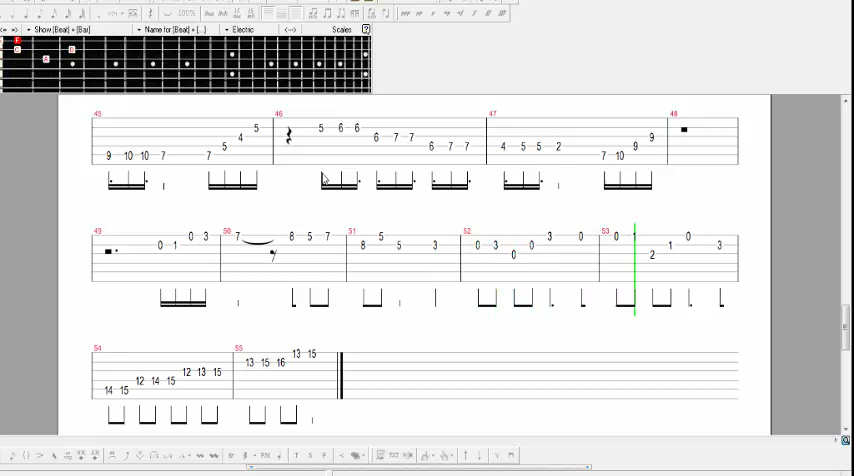 <= => Show [Beat] + [Bar] Name for [Beat] + [...] Electric Scales ?
E
C B
A
45 46 47 48
5 5 6 6
4 6 7 7 9
5 6 7 7 4 5 5 2 9
9 10 10 7 7 7 10
49 50 51 52 53
0 3 7 8 5 7 5 3 0 0 1 0
0 1 8 5 3 0 3 0 1 3
0 2
54 55
13 15
13 15 16
12 13 15
12 14 15
14 15
100%
PM T S P TXT